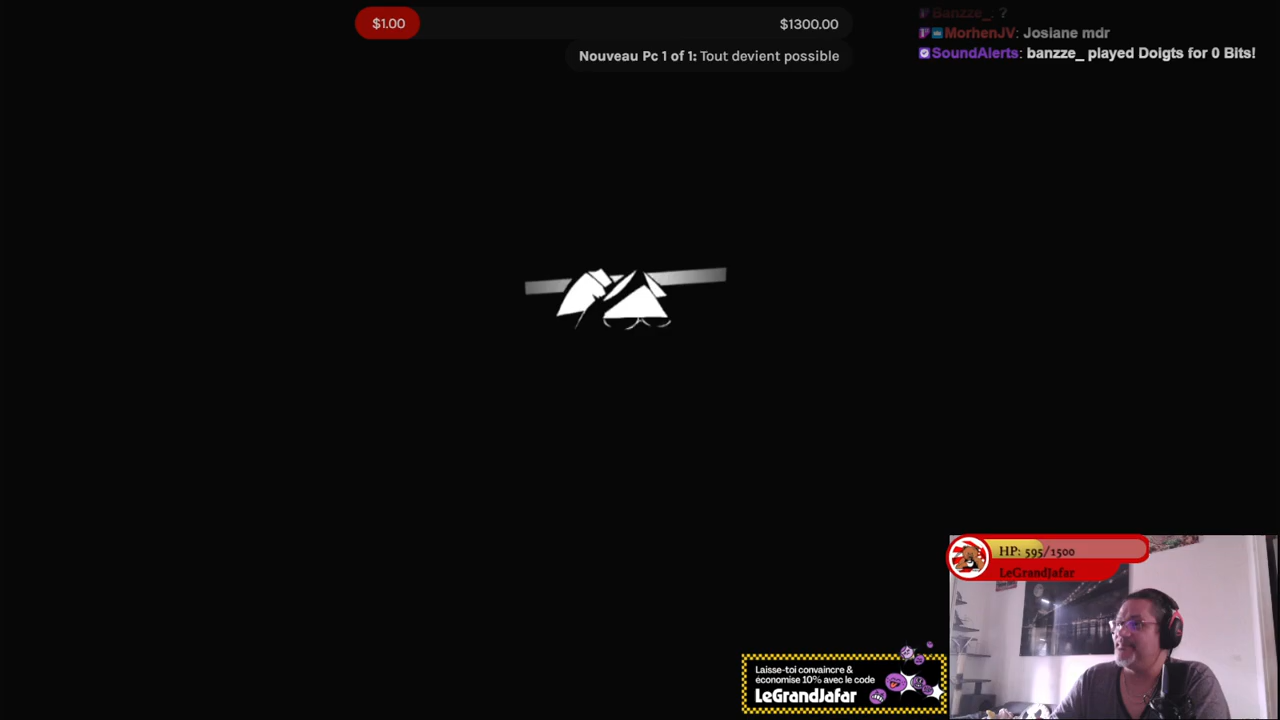 $1.00
$1300.00
Nouveau Pc 1 of 1: Tout devient possible
Banzze_: ?
MorhenJV: Josiane mdr
SoundAlerts: banzze_ played Doigts for 0 Bits!
HP: 595/1500
LeGrandJafar
Laisse-toi convaincre &
économise 10% avec le code
LeGrandJafar